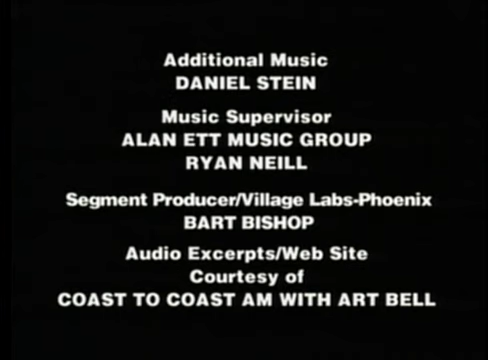 Additional Music
DANIEL STEIN
Music Supervisor
ALAN ETT MUSIC GROUP
RYAN NEILL
Segment Producer/Village Labs-Phoenix
BART BISHOP
Audio Excerpts/Web Site
Courtesy of
COAST TO COAST AM WITH ART BELL